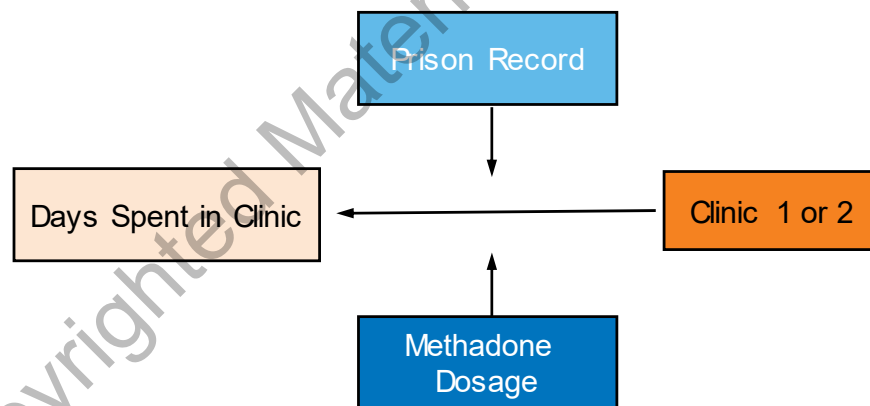 Prison Record
Days Spent in Clinic
Clinic 1 or 2
Methadone
Dosage